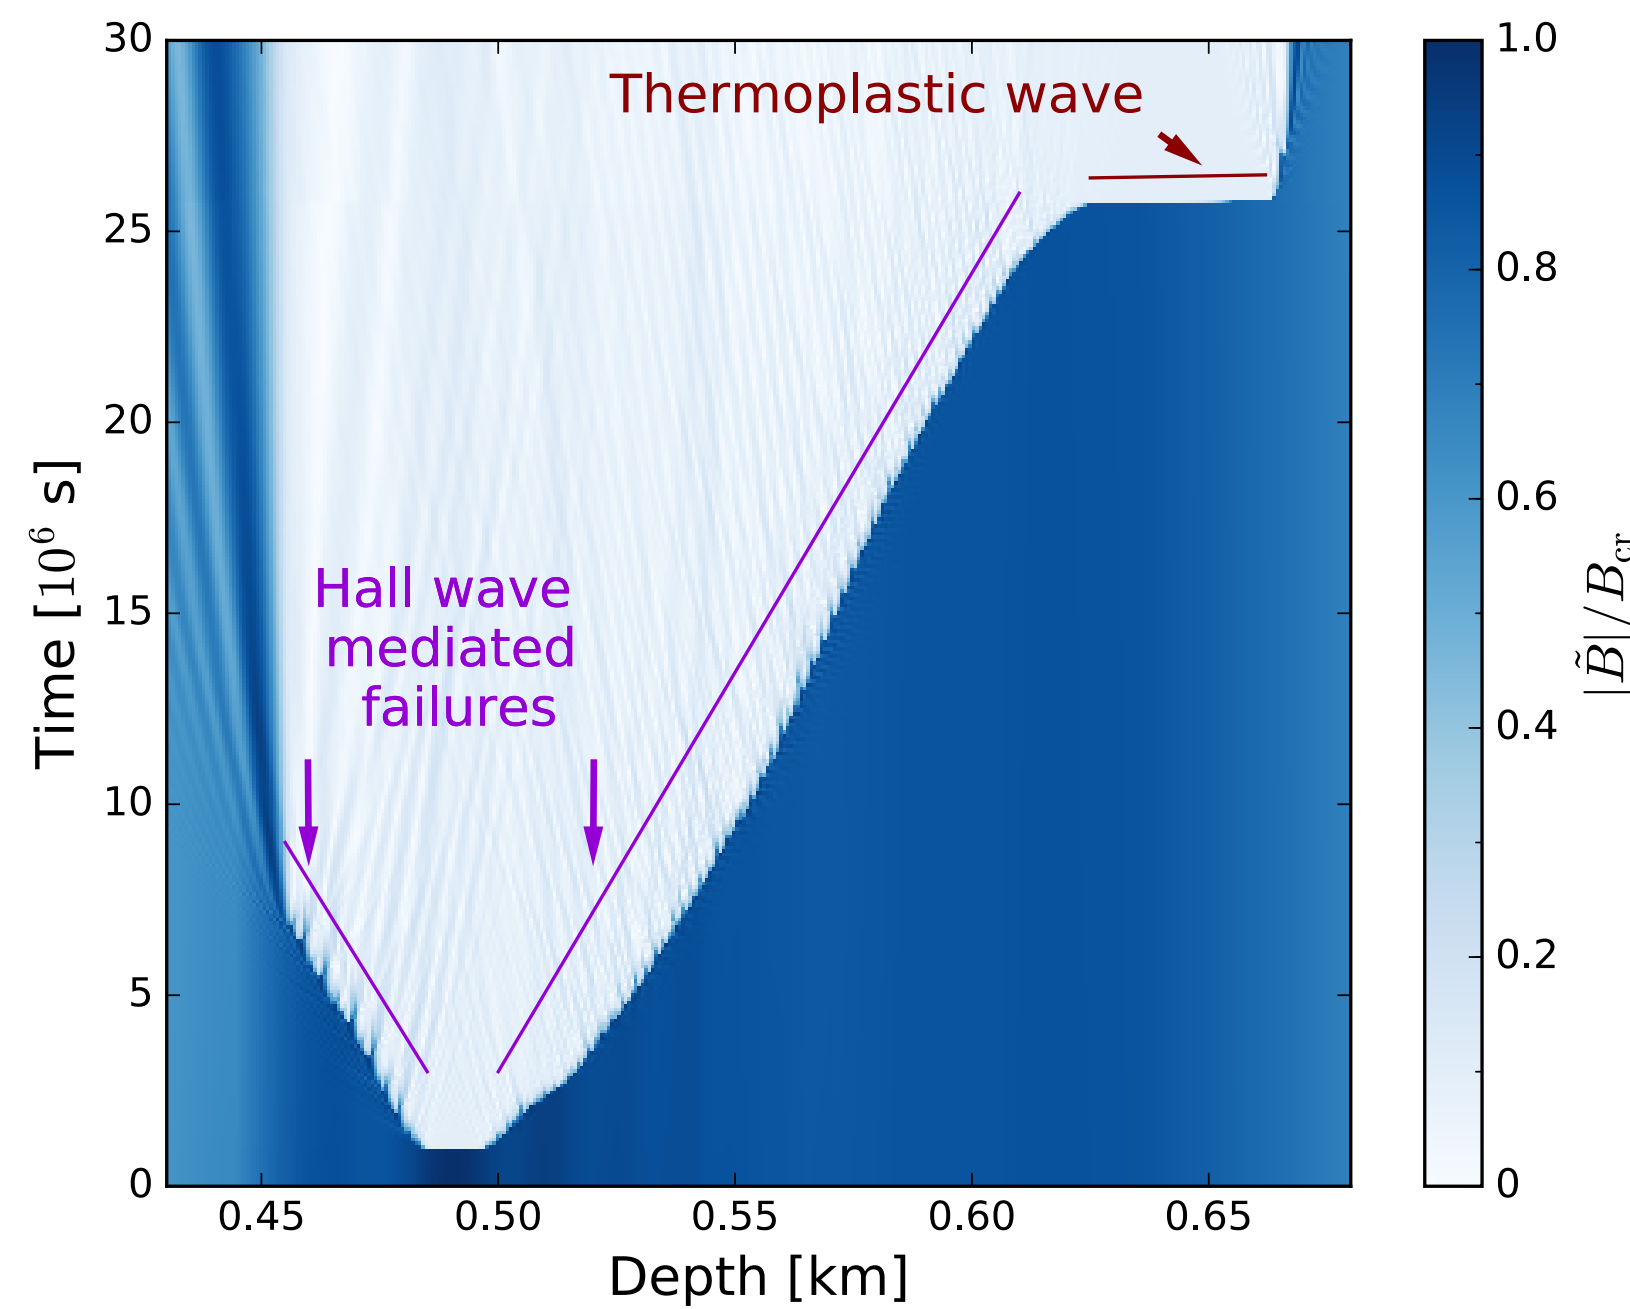 30
25
20
15
10
5
0
Time [10⁶ s]
Thermoplastic wave
Hall wave
mediated
failures
0.45 0.50 0.55 0.60 0.65
Depth [km]
1.0
0.8
0.6
0.4
0.2
0
|B̃|/B_cr